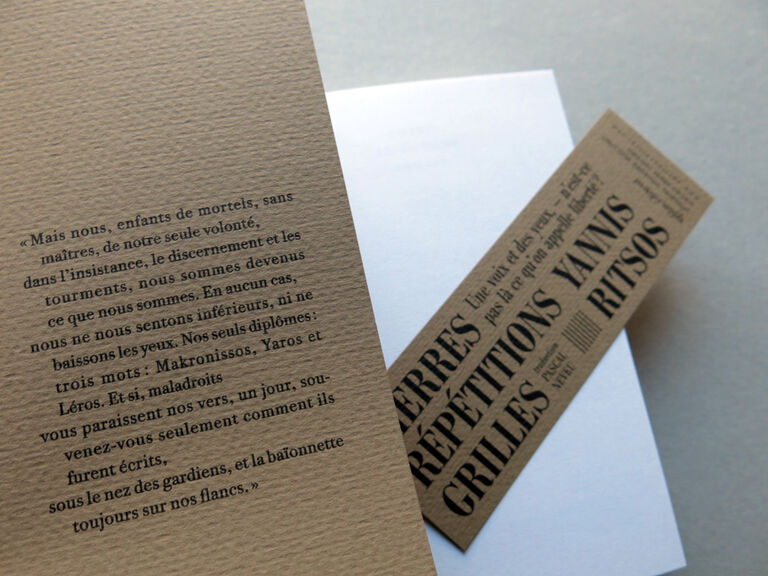 «Mais nous, enfants de mortels, sans
maîtres, de notre seule volonté,
dans l'insistance, le discernement et les
tourments, nous sommes devenus
ce que nous sommes. En aucun cas,
nous ne nous sentons inférieurs, ni ne
baissons les yeux. Nos seuls diplômes :
trois mots : Makronissos, Yaros et
Léros. Et si, maladroits
vous paraissent nos vers, un jour, sou-
venez-vous seulement comment ils
furent écrits,
sous le nez des gardiens, et la baïonnette
toujours sur nos flancs.»
IERRES Une voix et des yeux, – n'est-ce
pas là ce qu'on appelle liberté?
RÉPÉTITIONS YANNIS
GRILLES traduction
PASCAL
NEVEU
RITSOS